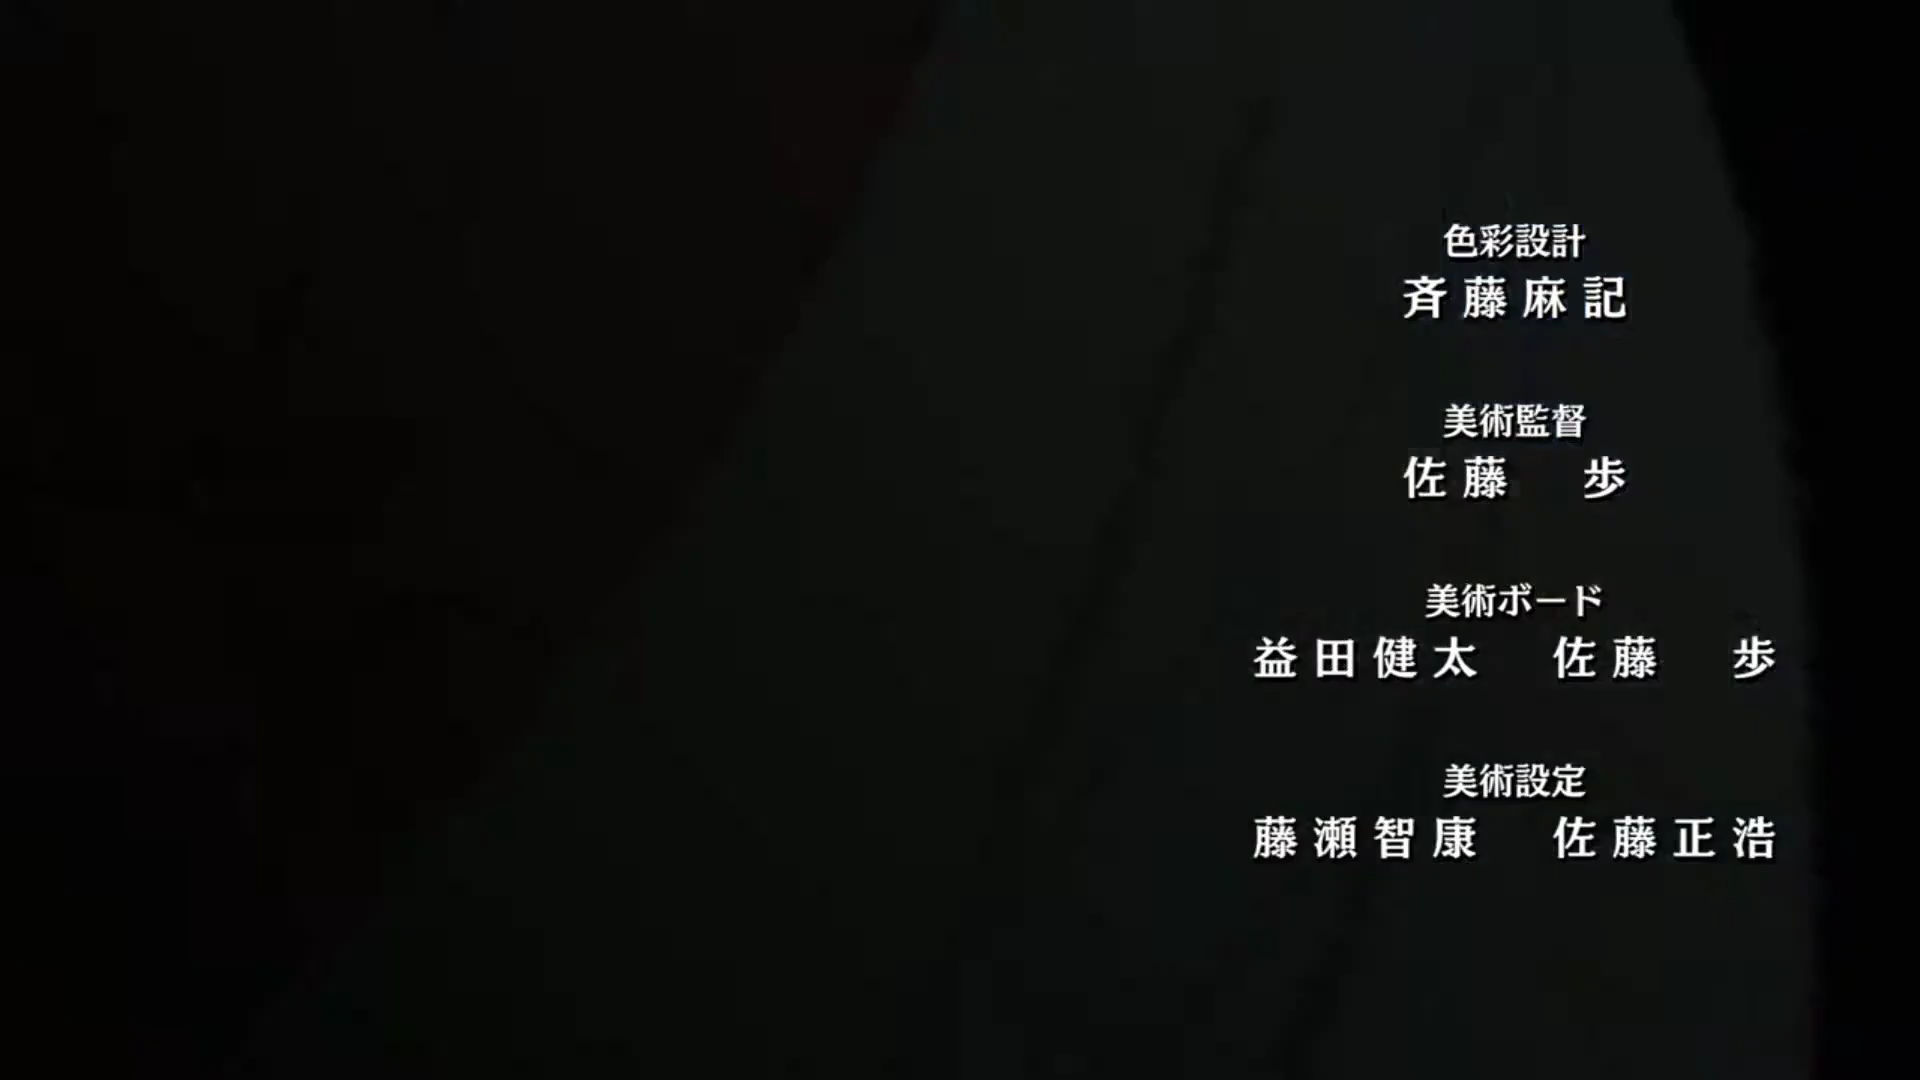 色彩設計
斉藤麻記
美術監督
佐藤　歩
美術ボード
益田健太　佐藤　歩
美術設定
藤瀬智康　佐藤正浩